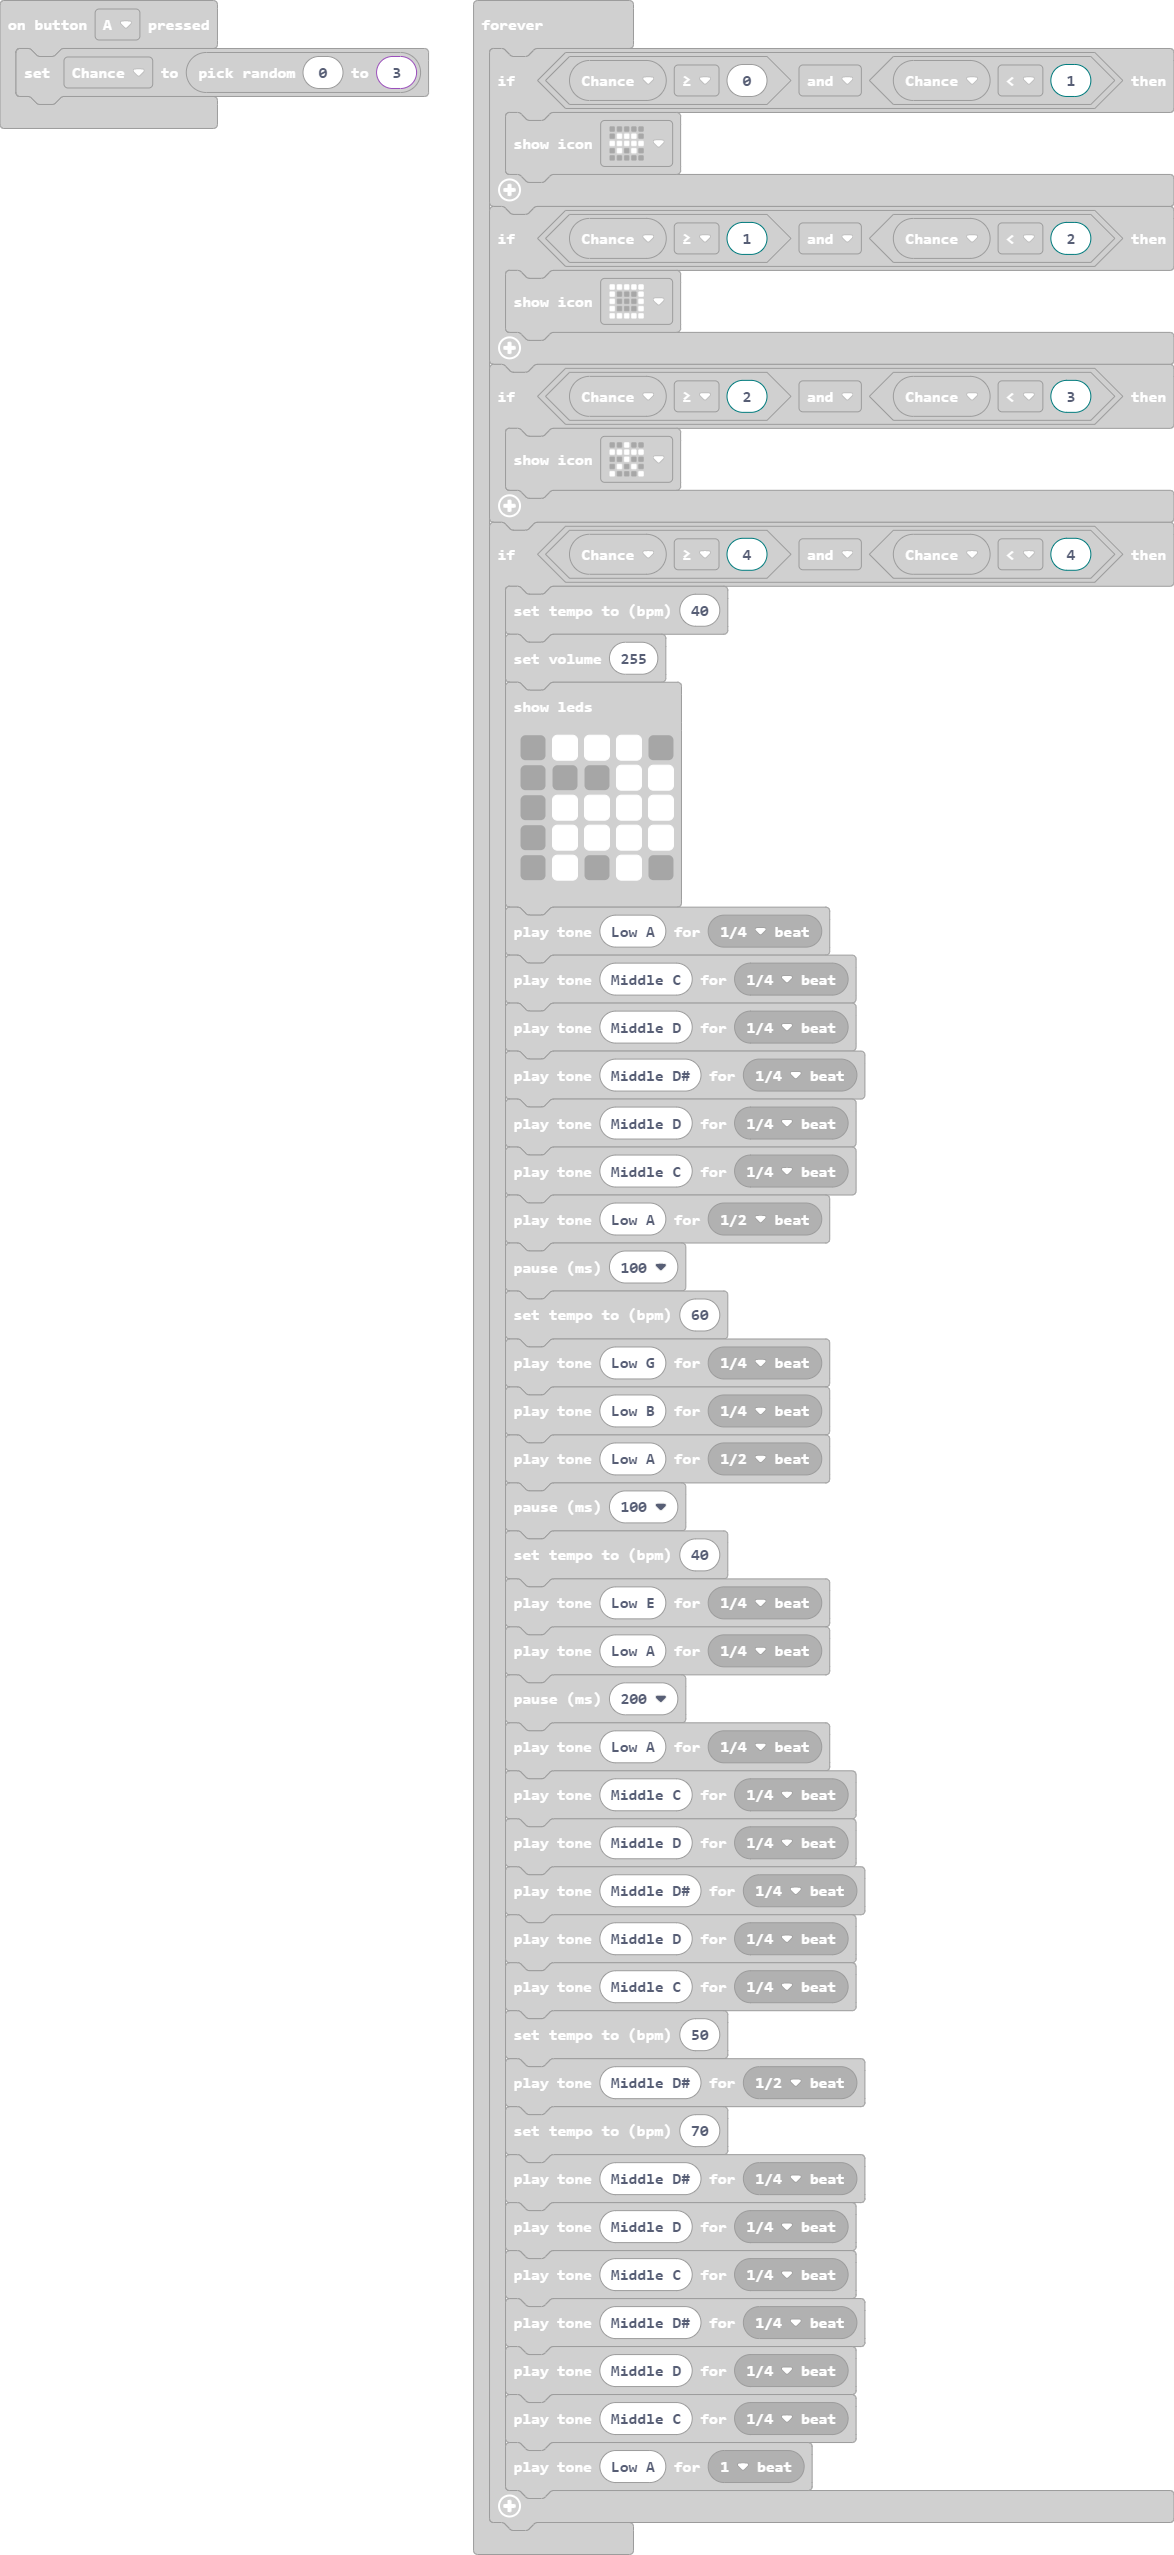 on button A pressed
set Chance to pick random 0 to 3
forever
if Chance ≥ 0 and Chance < 1 then
show icon
if Chance ≥ 1 and Chance < 2 then
show icon
if Chance ≥ 2 and Chance < 3 then
show icon
if Chance ≥ 4 and Chance < 4 then
set tempo to (bpm) 40
set volume 255
show leds
play tone Low A for 1/4 beat
play tone Middle C for 1/4 beat
play tone Middle D for 1/4 beat
play tone Middle D# for 1/4 beat
play tone Middle D for 1/4 beat
play tone Middle C for 1/4 beat
play tone Low A for 1/2 beat
pause (ms) 100
set tempo to (bpm) 60
play tone Low G for 1/4 beat
play tone Low B for 1/4 beat
play tone Low A for 1/2 beat
pause (ms) 100
set tempo to (bpm) 40
play tone Low E for 1/4 beat
play tone Low A for 1/4 beat
pause (ms) 200
play tone Low A for 1/4 beat
play tone Middle C for 1/4 beat
play tone Middle D for 1/4 beat
play tone Middle D# for 1/4 beat
play tone Middle D for 1/4 beat
play tone Middle C for 1/4 beat
set tempo to (bpm) 50
play tone Middle D# for 1/2 beat
set tempo to (bpm) 70
play tone Middle D# for 1/4 beat
play tone Middle D for 1/4 beat
play tone Middle C for 1/4 beat
play tone Middle D# for 1/4 beat
play tone Middle D for 1/4 beat
play tone Middle C for 1/4 beat
play tone Low A for 1 beat